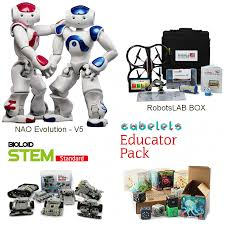 NAO Evolution - V5
RobotsLAB BOX
BIOLOID
STEM
Standard
cubelets
Educator
Pack